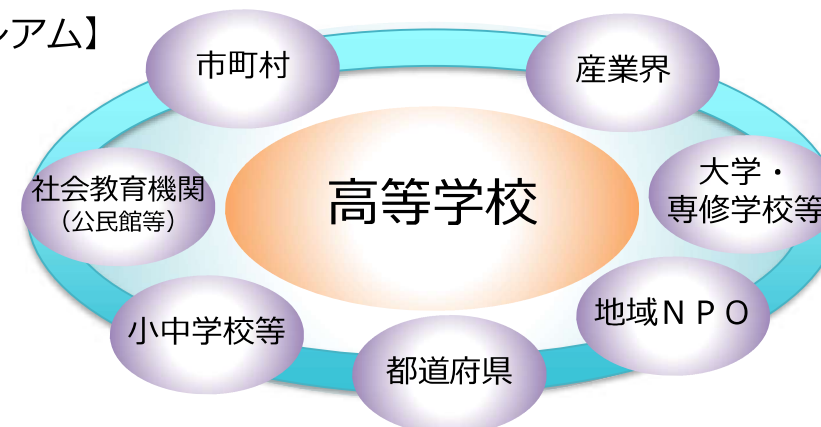 シアム】
市町村
産業界
社会教育機関
（公民館等）
高等学校
大学・
専修学校等
小中学校等
地域ＮＰＯ
都道府県